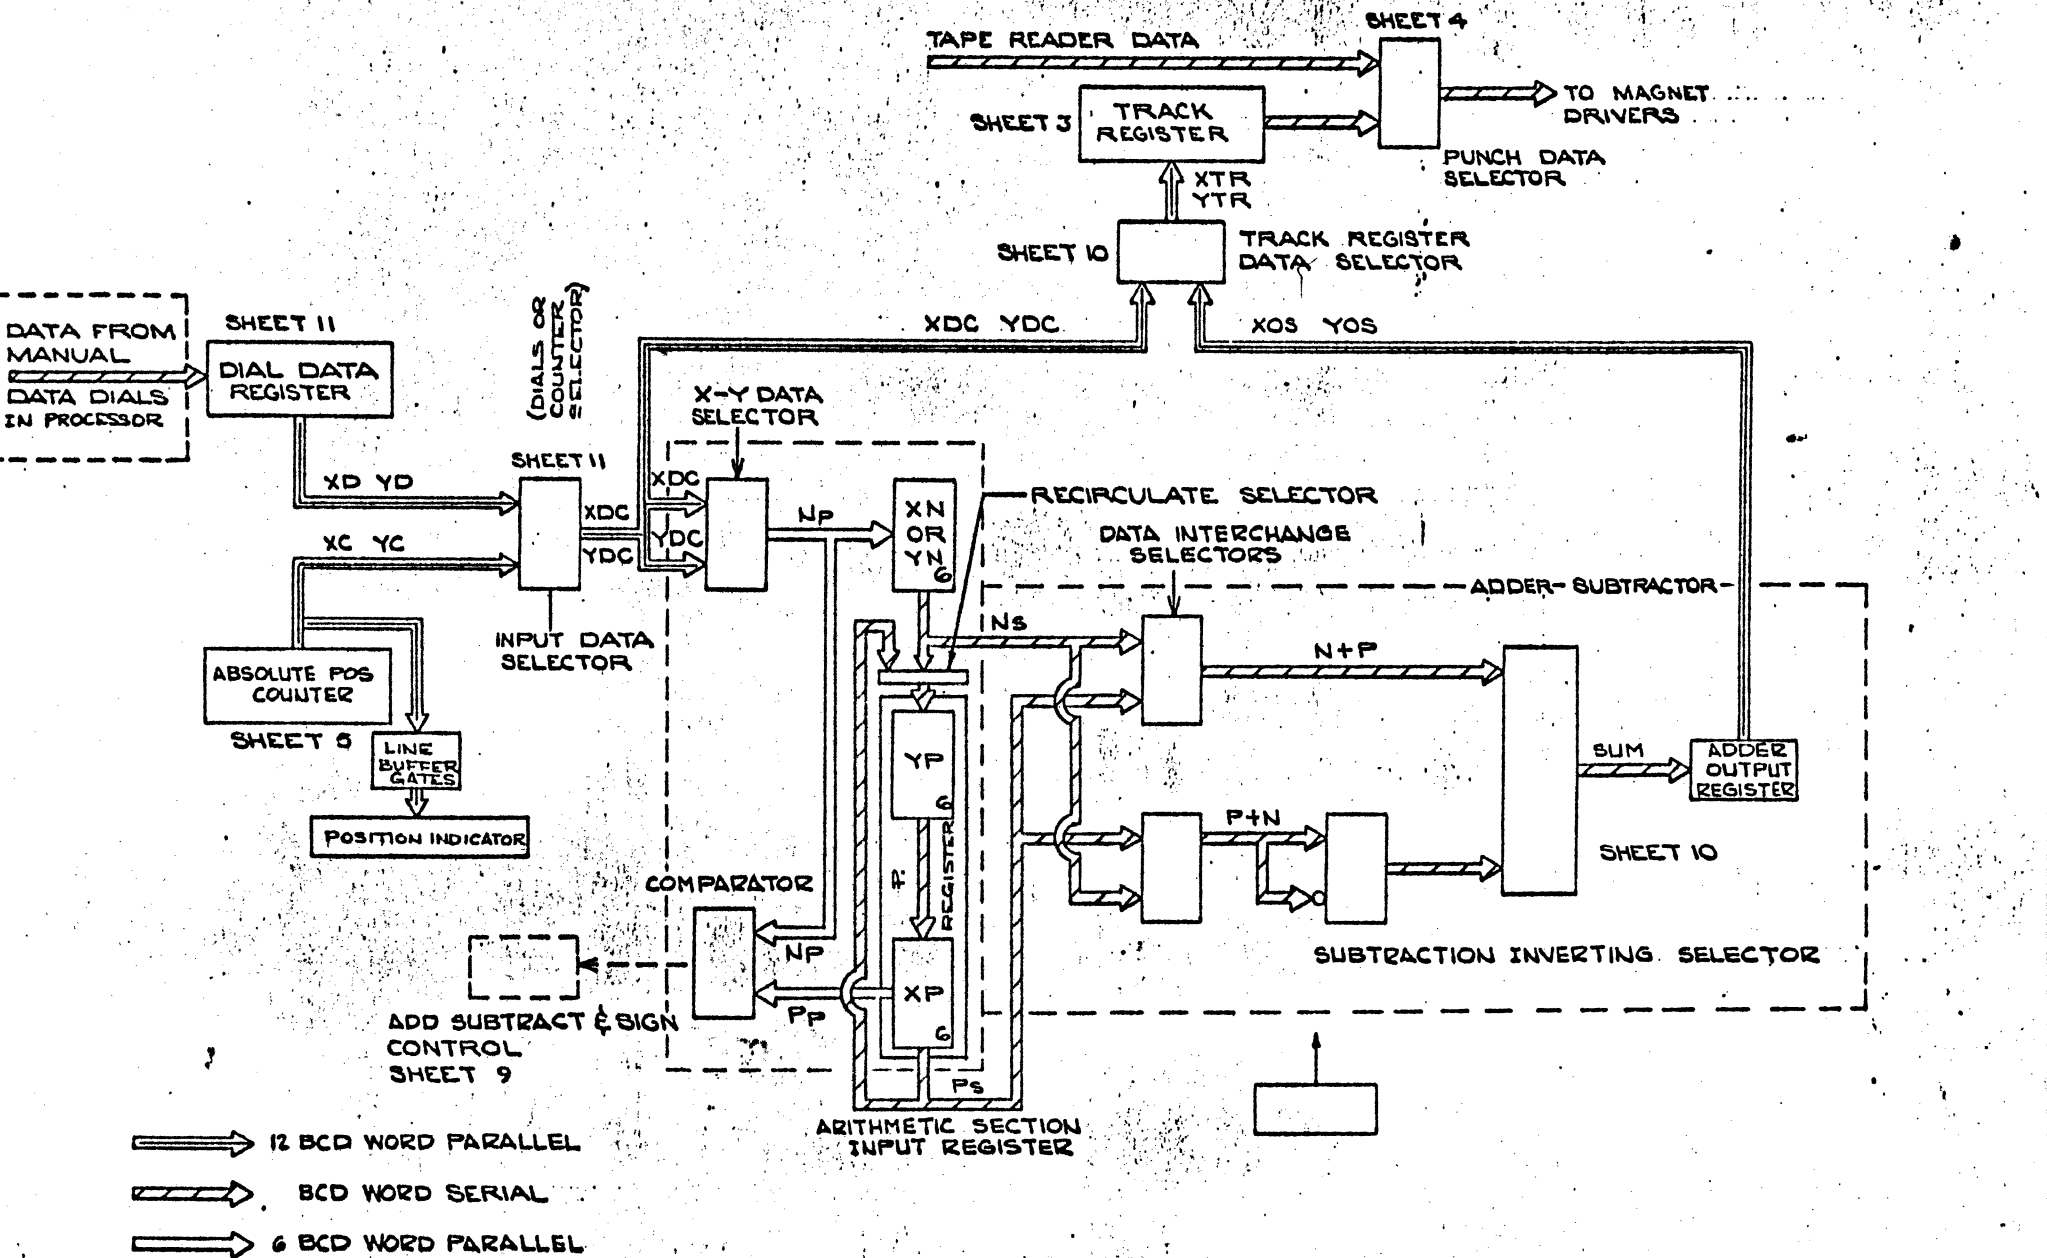 SHEET 4
TAPE READER DATA
TO MAGNET
DRIVERS
SHEET 3
TRACK
REGISTER
PUNCH DATA
SELECTOR
XTR
YTR
SHEET 10
TRACK REGISTER
DATA SELECTOR
XDC YDC
XOS YOS
DATA FROM
MANUAL
DATA DIALS
IN PROCESSOR
SHEET 11
DIAL DATA
REGISTER
(DIALS OR
COUNTER
SELECTOR)
X-Y DATA
SELECTOR
XD YD
XC YC
SHEET 11
XDC
YDC
INPUT DATA
SELECTOR
XDC
YDC
NP
XN
OR
YN
6
RECIRCULATE SELECTOR
DATA INTERCHANGE
SELECTORS
ADDER-SUBTRACTOR
ABSOLUTE POS
COUNTER
LINE
BUFFER
GATES
POSITION INDICATOR
NS
N+P
YP
6
REGISTER
XP
6
SUM
ADDER
OUTPUT
REGISTER
P+N
SHEET 10
SUBTRACTION INVERTING SELECTOR
COMPARATOR
NP
PP
ADD SUBTRACT & SIGN
CONTROL
SHEET 9
PS
ARITHMETIC SECTION
INPUT REGISTER
12 BCD WORD PARALLEL
BCD WORD SERIAL
6 BCD WORD PARALLEL